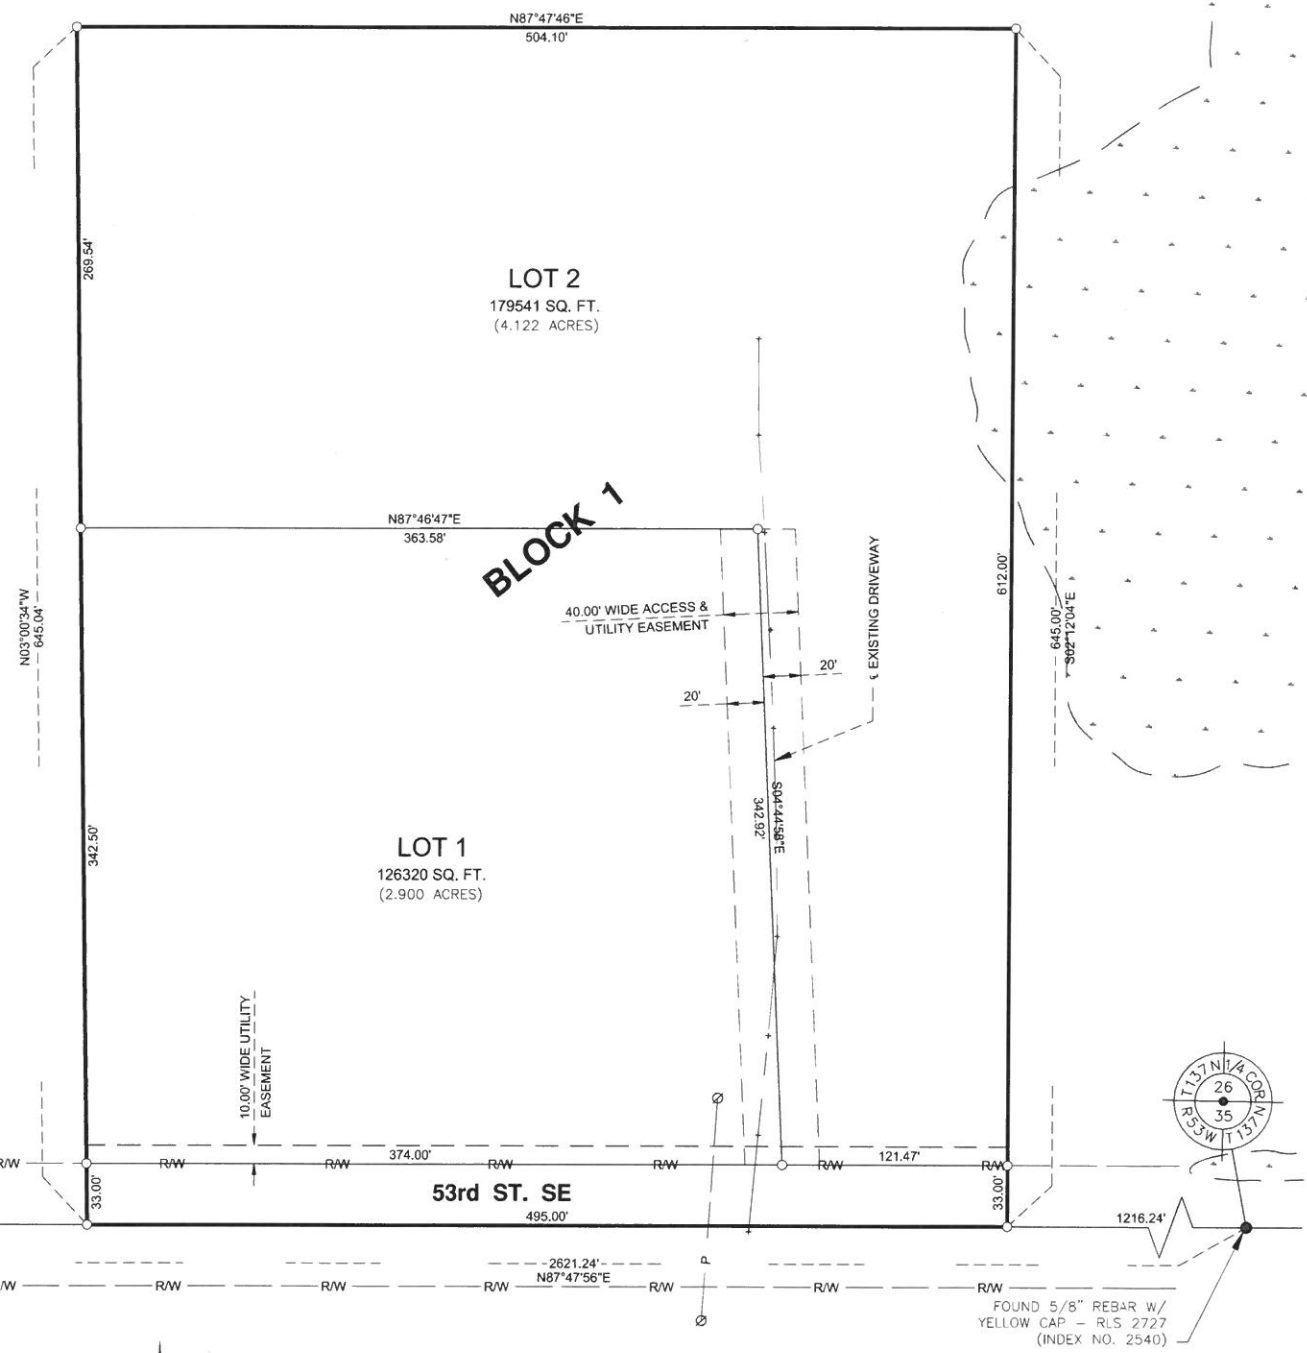 N87°47'46"E
504.10'
269.54'
LOT 2
179541 SQ. FT.
(4.122 ACRES)
BLOCK 1
N87°46'47"E
363.58'
40.00' WIDE ACCESS &
UTILITY EASEMENT
℄ EXISTING DRIVEWAY
20'
20'
612.00'
645.00'
S02°12'04"E
N03°00'34"W
645.04'
342.50'
S04°44'58"E
342.92'
LOT 1
126320 SQ. FT.
(2.900 ACRES)
10.00' WIDE UTILITY
EASEMENT
T137N 1/4 COR T137N R53W
26
35
R/W R/W R/W 374.00' R/W R/W R/W 121.47' R/W
33.00'
53rd ST. SE
33.00'
495.00'
1216.24'
2621.24'
N87°47'56"E
P
R/W R/W R/W R/W R/W R/W R/W
FOUND 5/8" REBAR W/
YELLOW CAP – RLS 2727
(INDEX NO. 2540)